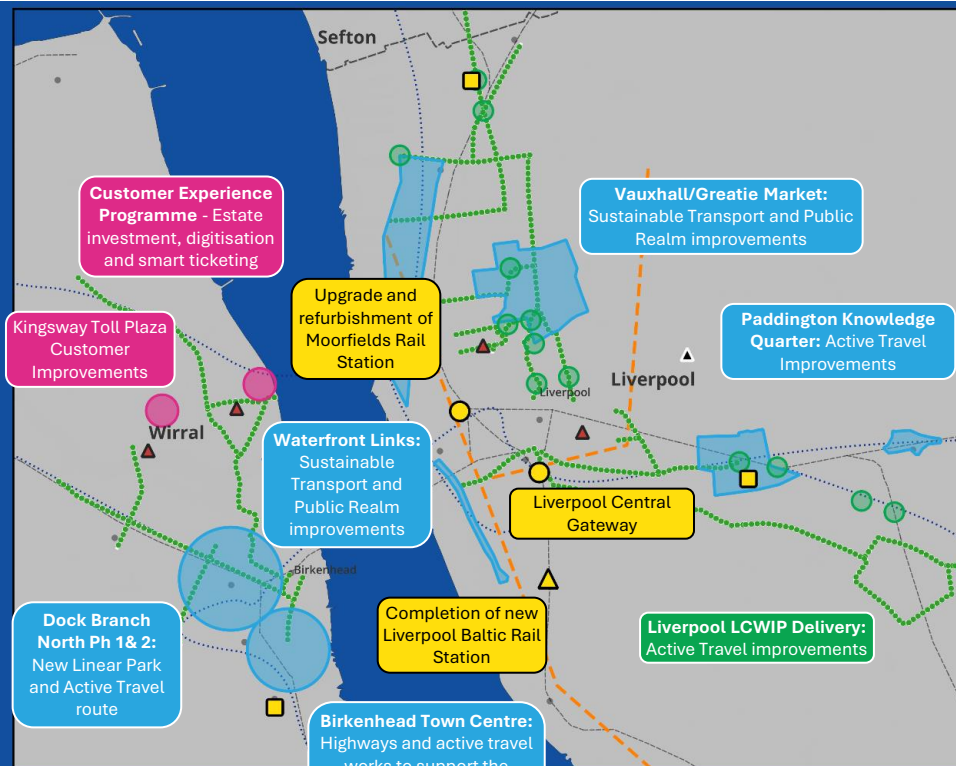 Sefton
Customer Experience
Programme - Estate
investment, digitisation
and smart ticketing
Vauxhall/Greatie Market:
Sustainable Transport and Public
Realm improvements
Upgrade and
refurbishment of
Moorfields Rail
Station
Kingsway Toll Plaza
Customer
Improvements
Paddington Knowledge
Quarter: Active Travel
Improvements
Liverpool
Liverpool
Wirral
Waterfront Links:
Sustainable
Transport and
Public Realm
improvements
Liverpool Central
Gateway
Birkenhead
Completion of new
Liverpool Baltic Rail
Station
Dock Branch
North Ph 1& 2:
New Linear Park
and Active Travel
route
Liverpool LCWIP Delivery:
Active Travel improvements
Birkenhead Town Centre:
Highways and active travel
works to support the